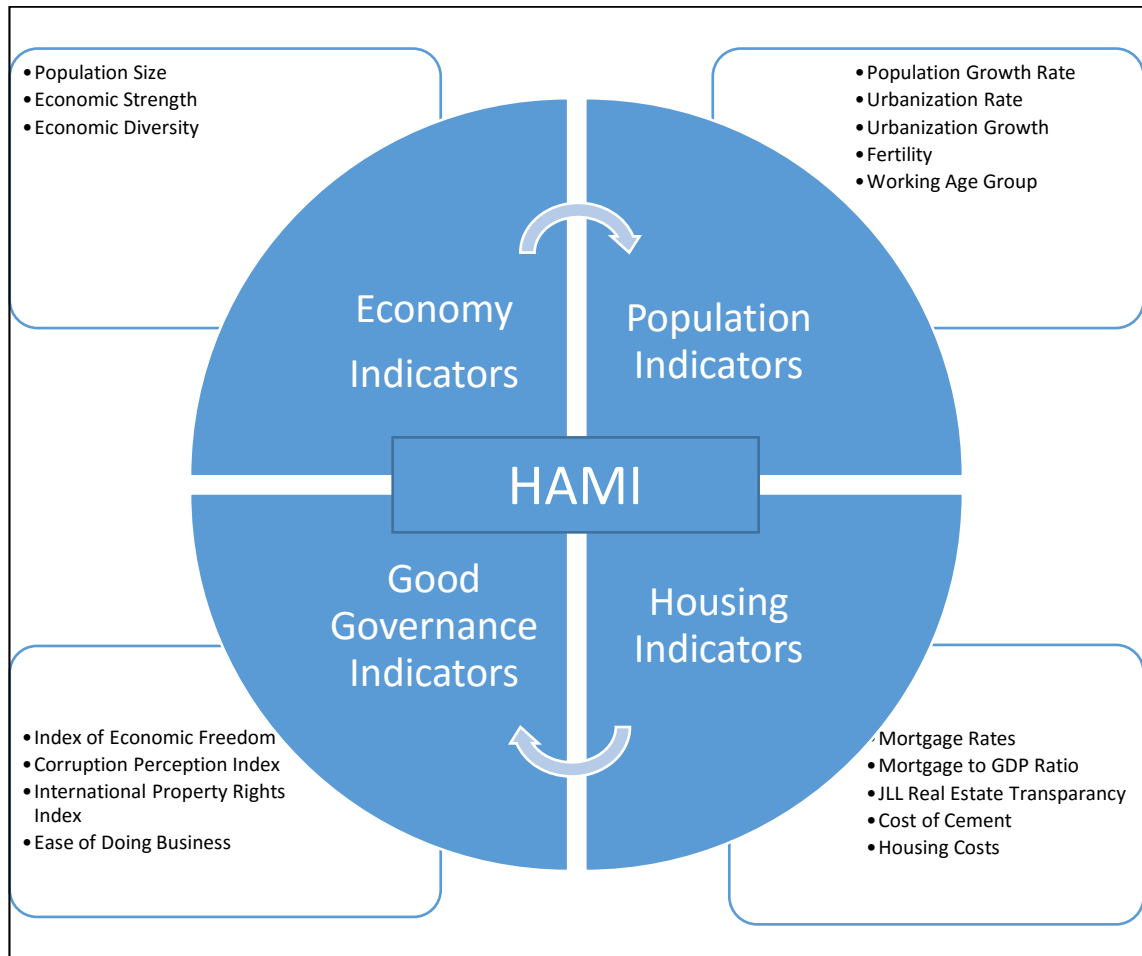 •Population Size
•Economic Strength
•Economic Diversity
•Population Growth Rate
•Urbanization Rate
•Urbanization Growth
•Fertility
•Working Age Group
Economy
Indicators
Population
Indicators
HAMI
Good
Governance
Indicators
Housing
Indicators
•Index of Economic Freedom
•Corruption Perception Index
•International Property Rights
Index
•Ease of Doing Business
•Mortgage Rates
•Mortgage to GDP Ratio
•JLL Real Estate Transparancy
•Cost of Cement
•Housing Costs